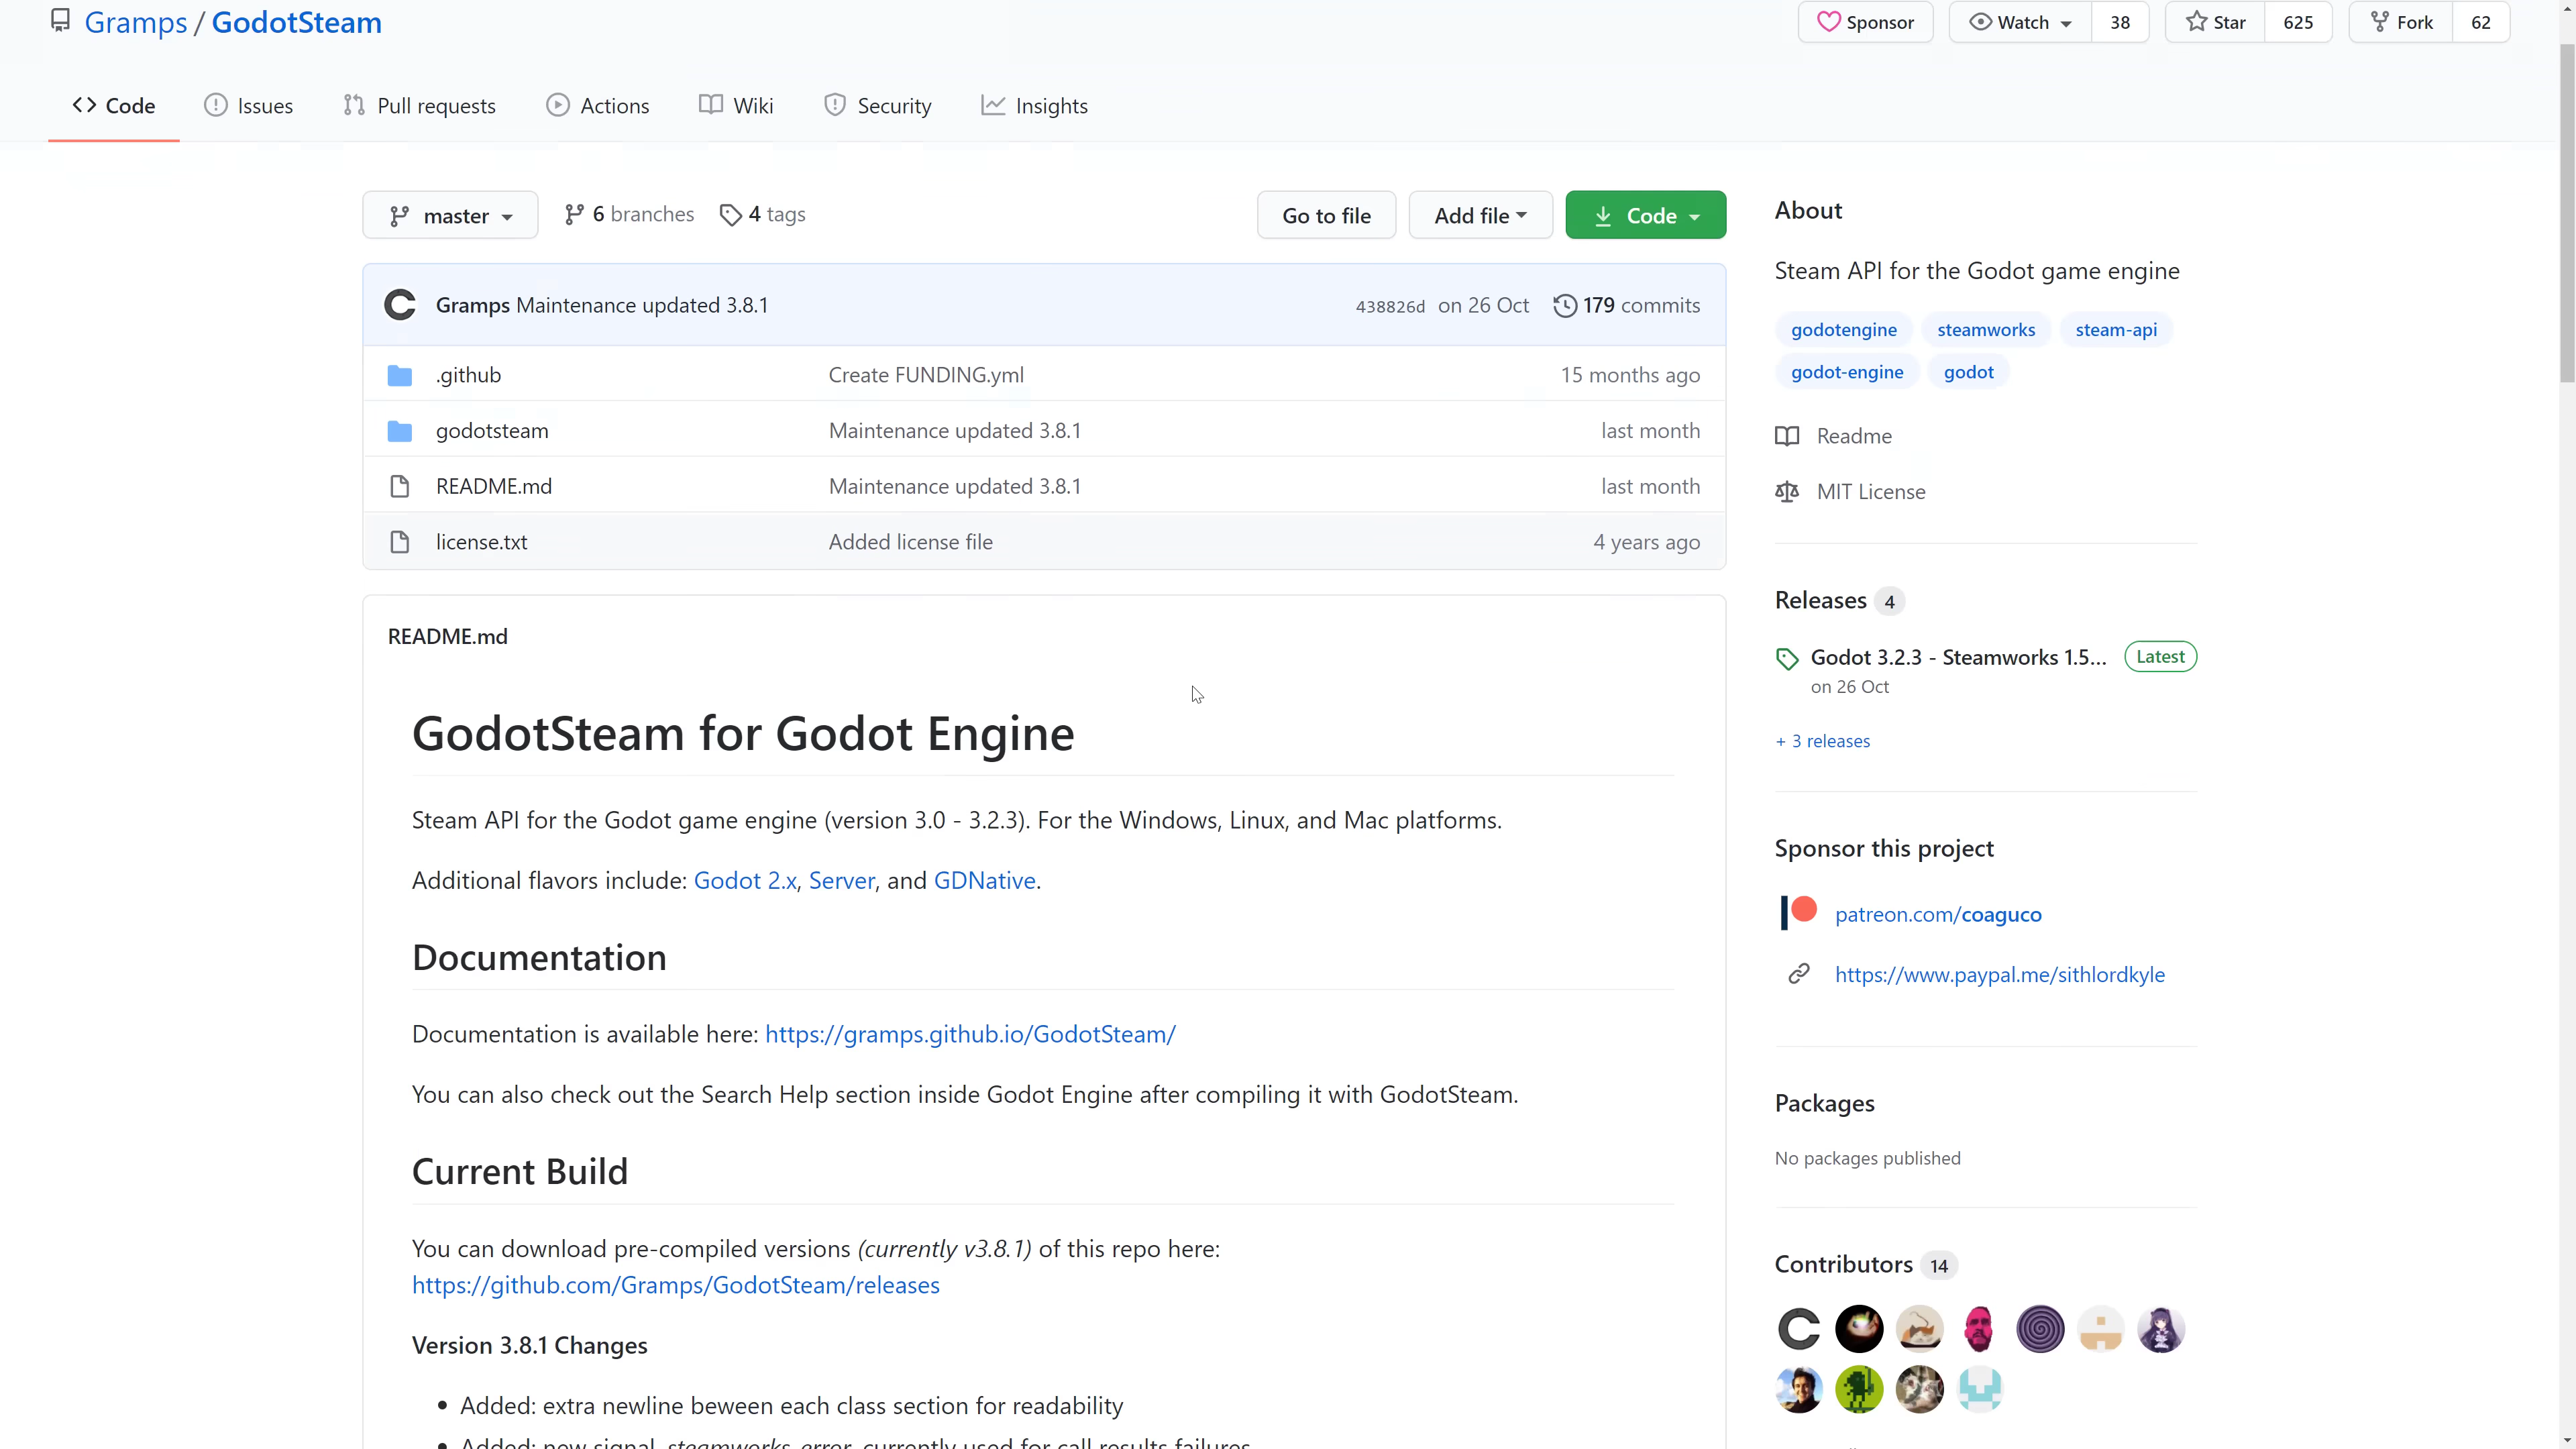 Gramps / GodotSteam
Sponsor
Watch 38
Star 625
Fork 62
Code Issues Pull requests Actions Wiki Security Insights
master 6 branches 4 tags Go to file Add file Code
Gramps Maintenance updated 3.8.1 438826d on 26 Oct 179 commits
.github Create FUNDING.yml 15 months ago
godotsteam Maintenance updated 3.8.1 last month
README.md Maintenance updated 3.8.1 last month
license.txt Added license file 4 years ago
README.md
GodotSteam for Godot Engine
Steam API for the Godot game engine (version 3.0 - 3.2.3). For the Windows, Linux, and Mac platforms.
Additional flavors include: Godot 2.x, Server, and GDNative.
Documentation
Documentation is available here: https://gramps.github.io/GodotSteam/
You can also check out the Search Help section inside Godot Engine after compiling it with GodotSteam.
Current Build
You can download pre-compiled versions (currently v3.8.1) of this repo here:
https://github.com/Gramps/GodotSteam/releases
Version 3.8.1 Changes
• Added: extra newline beween each class section for readability
• Added: new signal, steamworks_error, currently used for call results failures
About
Steam API for the Godot game engine
godotengine steamworks steam-api
godot-engine godot
Readme
MIT License
Releases 4
Godot 3.2.3 - Steamworks 1.5... Latest
on 26 Oct
+ 3 releases
Sponsor this project
patreon.com/coaguco
https://www.paypal.me/sithlordkyle
Packages
No packages published
Contributors 14